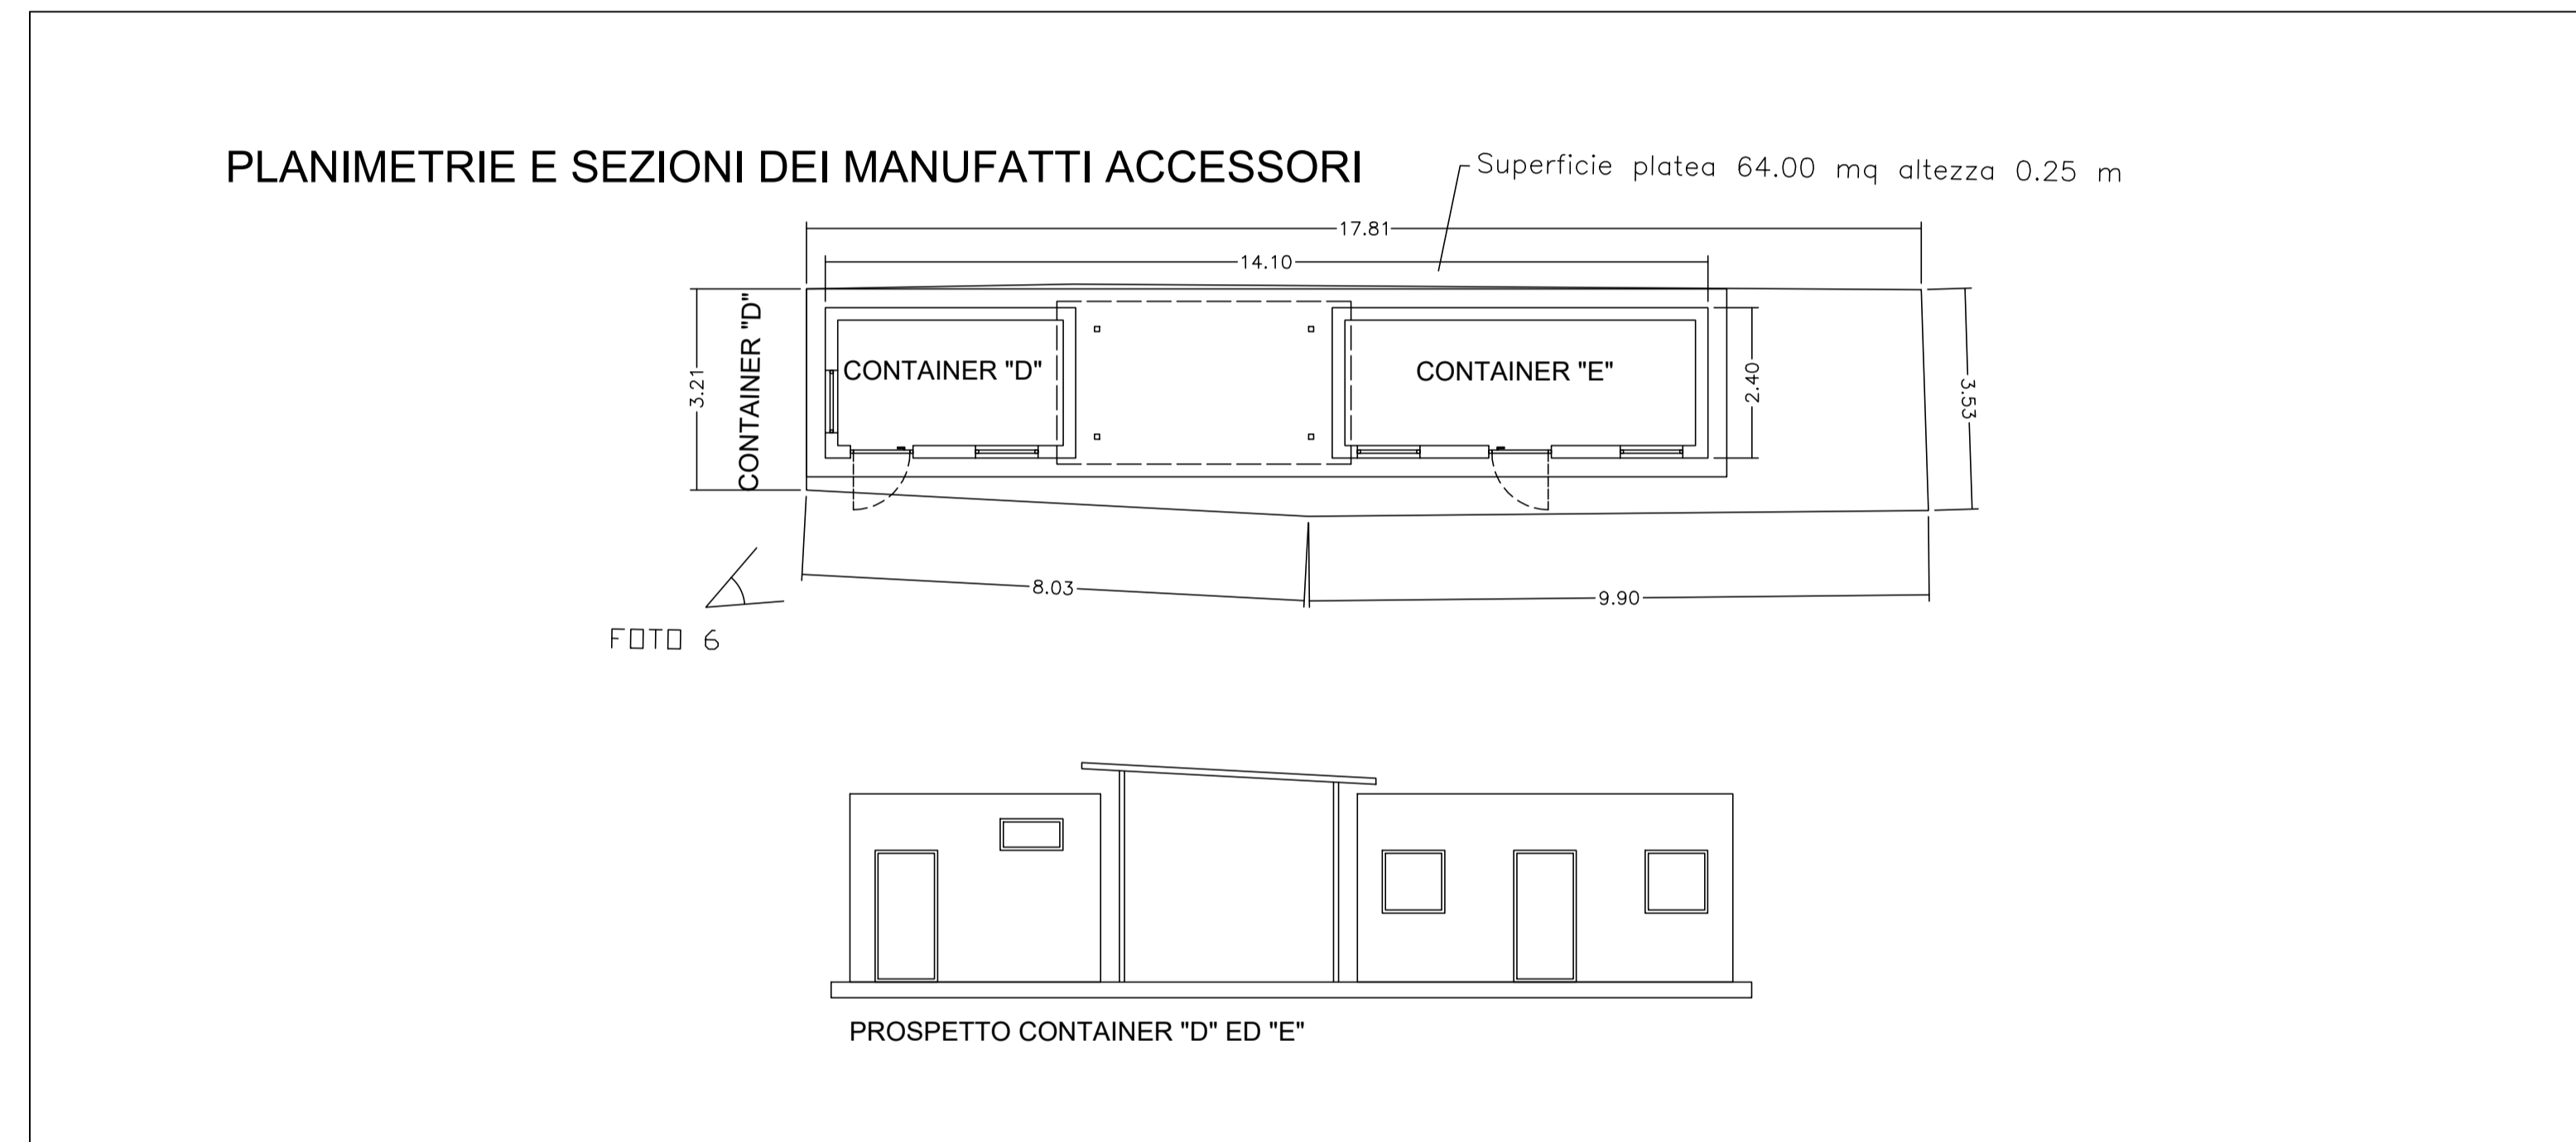 PLANIMETRIE E SEZIONI DEI MANUFATTI ACCESSORI
Superficie platea 64.00 mq altezza 0.25 m
17.81
14.10
3.21
CONTAINER "D"
CONTAINER "D"
CONTAINER "E"
2.40
3.53
8.03
9.90
FOTO 6
PROSPETTO CONTAINER "D" ED "E"